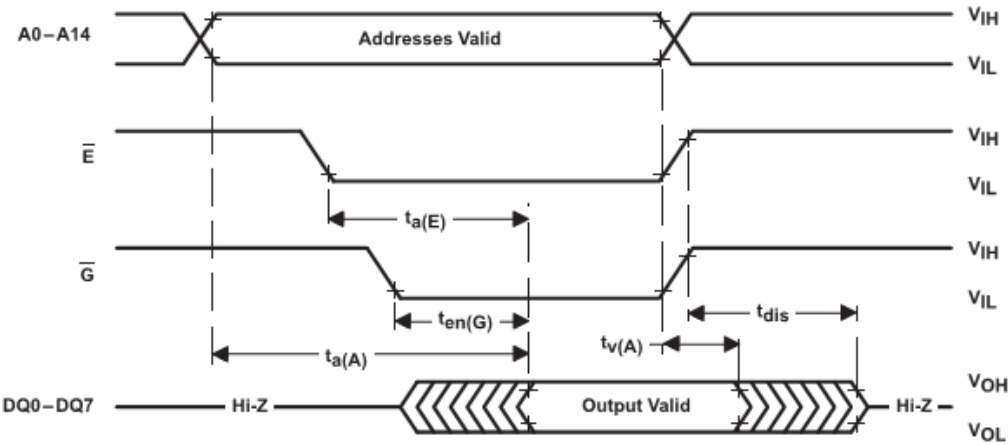 A0–A14
Addresses Valid
VIH
VIL
E
VIH
VIL
ta(E)
G
VIH
VIL
ten(G)
tdis
ta(A)
tv(A)
DQ0–DQ7
Hi-Z
Output Valid
Hi-Z
VOH
VOL